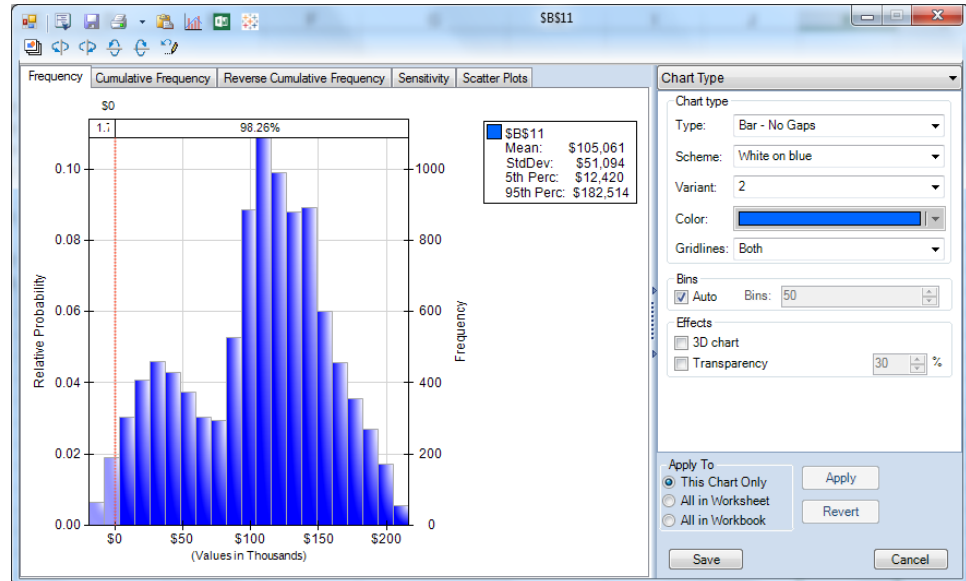 $B$11
Frequency
Cumulative Frequency
Reverse Cumulative Frequency
Sensitivity
Scatter Plots
$0
1.7
98.26%
0.10
0.08
0.06
0.04
0.02
0.00
Relative Probability
1000
800
600
400
200
0
Frequency
$0
$50
$100
$150
$200
(Values in Thousands)
$B$11
Mean: $105,061
StdDev: $51,094
5th Perc: $12,420
95th Perc: $182,514
Chart Type
Chart type
Type: Bar - No Gaps
Scheme: White on blue
Variant: 2
Color:
Gridlines: Both
Bins
Auto Bins: 50
Effects
3D chart
Transparency 30 %
Apply To
This Chart Only
All in Worksheet
All in Workbook
Apply
Revert
Save
Cancel